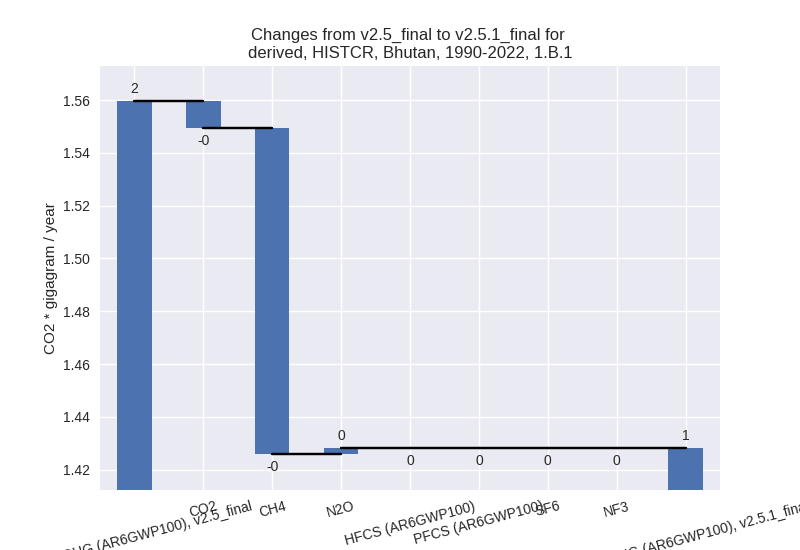 Changes from v2.5_final to v2.5.1_final for
derived, HISTCR, Bhutan, 1990-2022, 1.B.1
CO2 * gigagram / year
1.56
1.54
1.52
1.50
1.48
1.46
1.44
1.42
2
-0
-0
0
0
0
0
0
1
(AR6GWP100), v2.5_final
CO2
CH4
N2O
HFCS (AR6GWP100)
PFCS (AR6GWP100)
SF6
NF3
(AR6GWP100), v2.5.1_fina